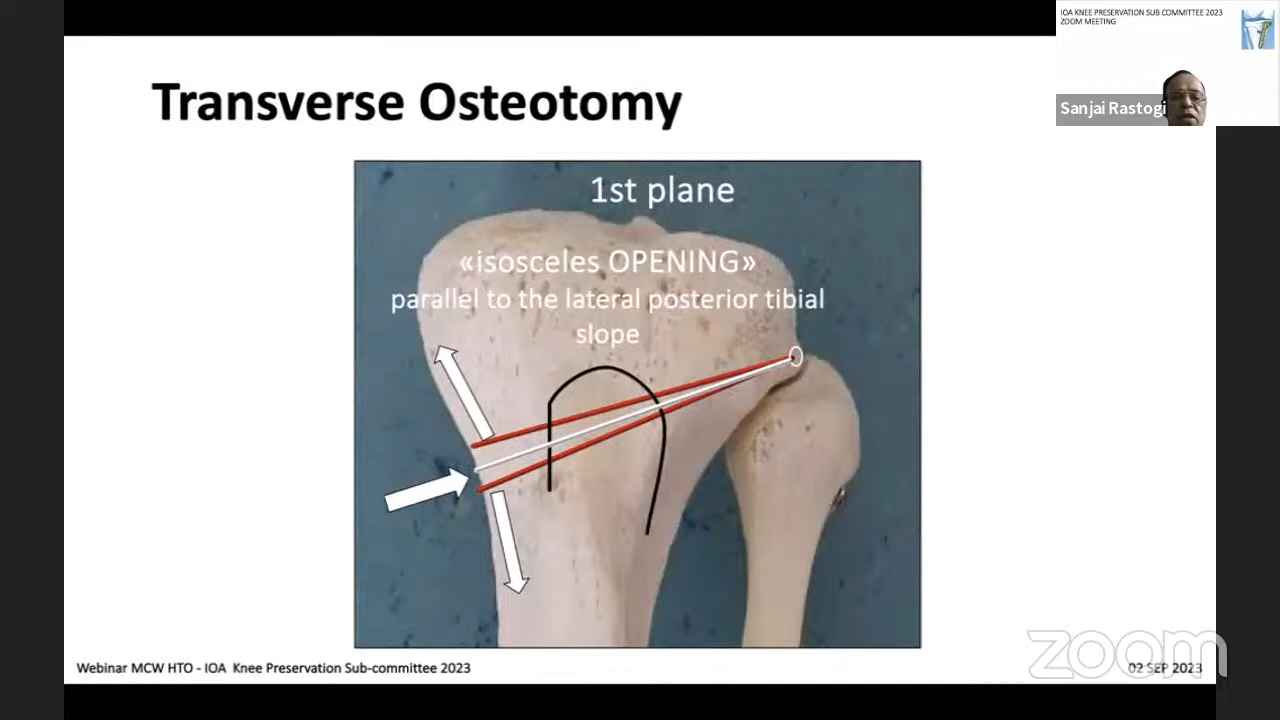 IOA KNEE PRESERVATION SUB COMMITTEE 2023
ZOOM MEETING
Sanjai Rastogi
Transverse Osteotomy
1st plane
«isosceles OPENING»
parallel to the lateral posterior tibial
slope
Webinar MCW HTO - IOA Knee Preservation Sub-committee 2023
02 SEP 2023
zoom